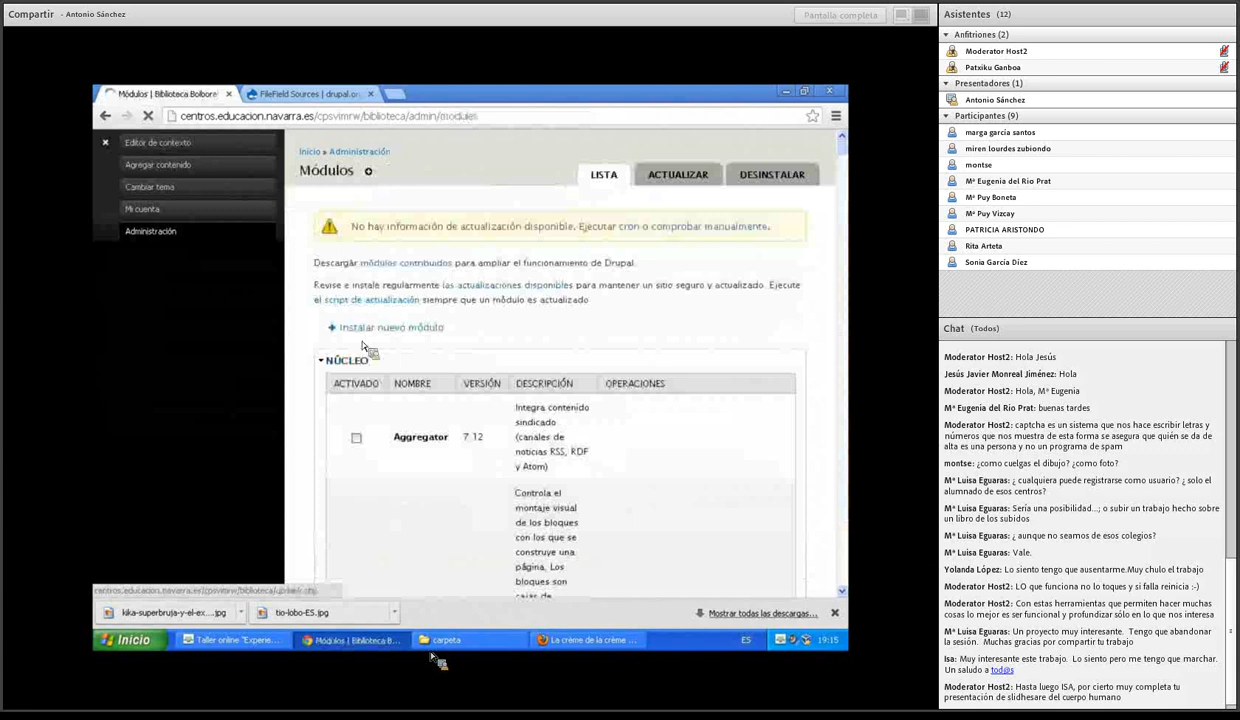 Compartir - Antonio Sánchez
Pantalla completa
Módulos | Biblioteca Bolbore
FileField Sources | drupal.on
centros.educacion.navarra.es/cpsvimrw/biblioteca/admin/modules
Editor de contexto
Agregar contenido
Cambiar tema
Mi cuenta
Administración
Inicio » Administración
Módulos
LISTA
ACTUALIZAR
DESINSTALAR
No hay información de actualización disponible. Ejecutar cron o comprobar manualmente.
Descargar módulos contribuidos para ampliar el funcionamiento de Drupal.
Revise e instale regularmente las actualizaciones disponibles para mantener un sitio seguro y actualizado. Ejecute
el script de actualización siempre que un módulo es actualizado
+ Instalar nuevo módulo
NÚCLEO
ACTIVADO NOMBRE VERSIÓN DESCRIPCIÓN OPERACIONES
Aggregator
7.12
Integra contenido
sindicado
(canales de
noticias RSS, RDF
y Atom)
Controla el
montaje visual
de los bloques
con los que se
construye una
página. Los
bloques son
cajas de
kika-superbruja-y-el-ex....jpg
tio-lobo-ES.jpg
Mostrar todas las descargas...
Inicio
Taller online "Experie...
Módulos | Biblioteca B...
carpeta
La crème de la crème ...
ES
19:15
Asistentes (12)
Anfitriones (2)
Moderator Host2
Patxiku Ganboa
Presentadores (1)
Antonio Sánchez
Participantes (9)
marga garcia santos
miren lourdes zubiondo
montse
Mª Eugenia del Rio Prat
Mª Puy Boneta
Mª Puy Vizcay
PATRICIA ARISTONDO
Rita Arteta
Sonia García Díez
Chat (Todos)
Moderator Host2: Hola Jesús
Jesús Javier Monreal Jiménez: Hola
Moderator Host2: Hola, Mª Eugenia
Mª Eugenia del Rio Prat: buenas tardes
Moderator Host2: captcha es un sistema que nos hace escribir letras y
números que nos muestra de esta forma se asegura que quién se da de
alta es una persona y no un programa de spam
montse: ¿como cuelgas el dibujo? ¿como foto?
Mª Luisa Eguaras: ¿ cualquiera puede registrarse como usuario? ¿ solo el
alumnado de esos centros?
Mª Luisa Eguaras: Sería una posibilidad...; o subir un trabajo hecho sobre
un libro de los subidos
Mª Luisa Eguaras: ¿ aunque no seamos de esos colegios?
Mª Luisa Eguaras: Vale.
Yolanda López: Lo siento tengo que ausentarme.Muy chulo el trabajo
Moderator Host2: LO que funciona no lo toques y si falla reinicia :-)
Moderator Host2: Con estas herramientas que permiten hacer muchas
cosas lo mejor es ser funcional y profundizar sólo en lo que nos interesa
Mª Luisa Eguaras: Un proyecto muy interesante. Tengo que abandonar
la sesión. Muchas gracias por compartir tu trabajo
Isa: Muy interesante este trabajo. Lo siento pero me tengo que marchar.
Un saludo a tod@s
Moderator Host2: Hasta luego ISA, por cierto muy completa tu
presentación de slidhesare del cuerpo humano